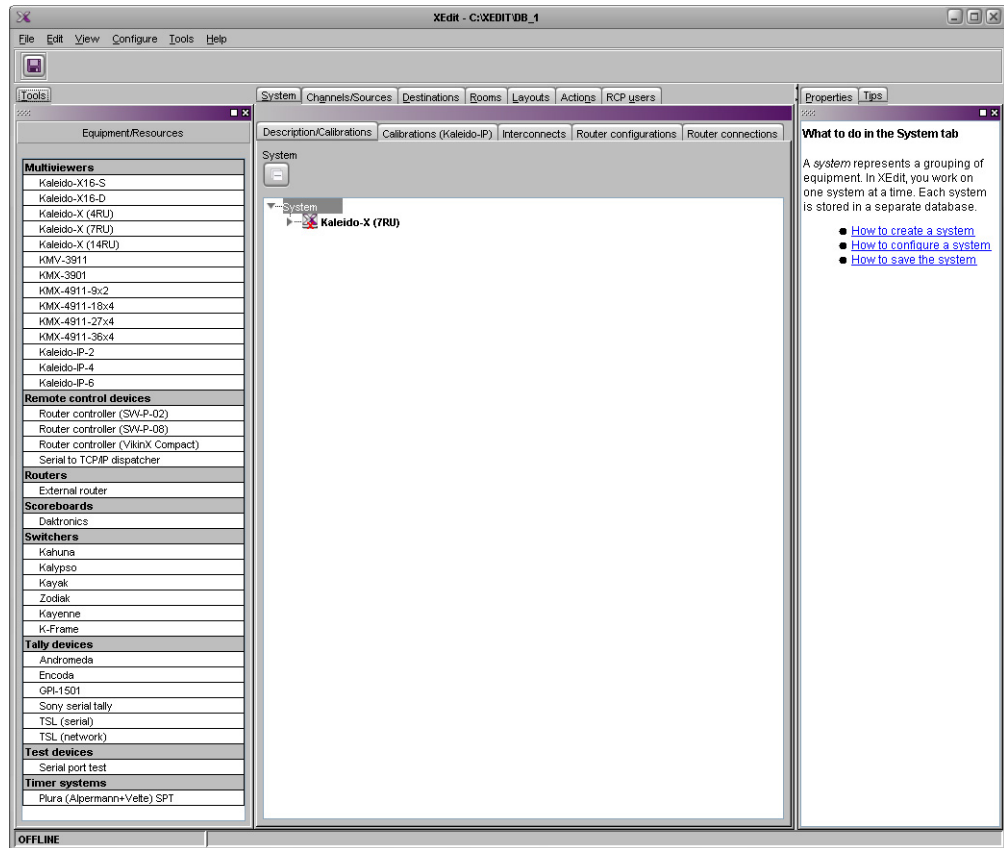 XEdit - C:\XEDIT\DB_1
File Edit View Configure Tools Help
Tools
Equipment/Resources
Multiviewers
Kaleido-X16-S
Kaleido-X16-D
Kaleido-X (4RU)
Kaleido-X (7RU)
Kaleido-X (14RU)
KMV-3911
KMX-3901
KMX-4911-9x2
KMX-4911-18x4
KMX-4911-27x4
KMX-4911-36x4
Kaleido-IP-2
Kaleido-IP-4
Kaleido-IP-6
Remote control devices
Router controller (SW-P-02)
Router controller (SW-P-08)
Router controller (VikinX Compact)
Serial to TCP/IP dispatcher
Routers
External router
Scoreboards
Daktronics
Switchers
Kahuna
Kalypso
Kayak
Zodiak
Kayenne
K-Frame
Tally devices
Andromeda
Encoda
GPI-1501
Sony serial tally
TSL (serial)
TSL (network)
Test devices
Serial port test
Timer systems
Plura (Alpermann+Velte) SPT
System Channels/Sources Destinations Rooms Layouts Actions RCP users
Description/Calibrations Calibrations (Kaleido-IP) Interconnects Router configurations Router connections
System
System
Kaleido-X (7RU)
Properties Tips
What to do in the System tab
A system represents a grouping of
equipment. In XEdit, you work on
one system at a time. Each system
is stored in a separate database.
How to create a system
How to configure a system
How to save the system
OFFLINE